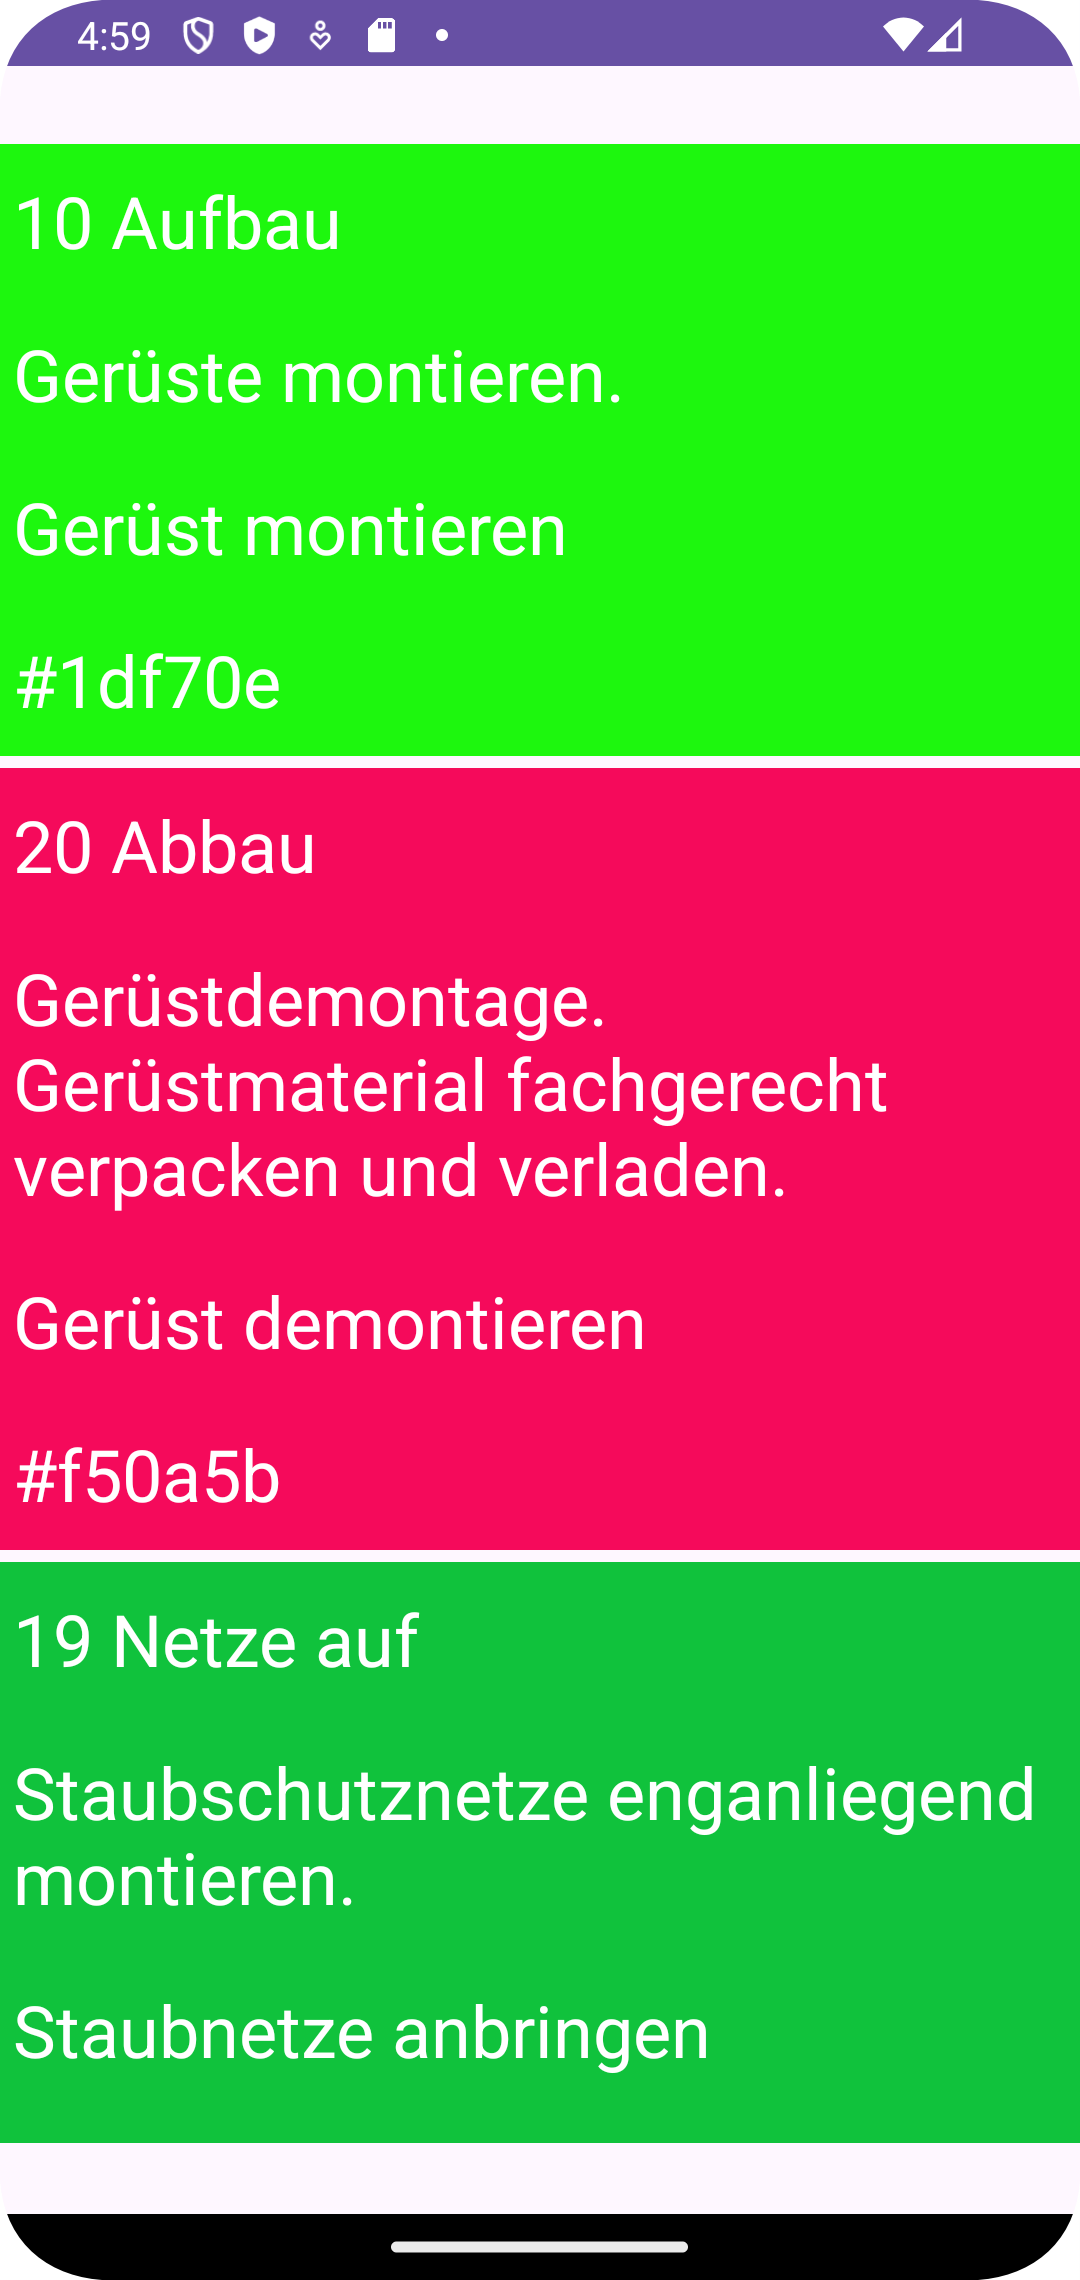 4:59
10 Aufbau
Gerüste montieren.
Gerüst montieren
#1df70e
20 Abbau
Gerüstdemontage.
Gerüstmaterial fachgerecht
verpacken und verladen.
Gerüst demontieren
#f50a5b
19 Netze auf
Staubschutznetze enganliegend
montieren.
Staubnetze anbringen